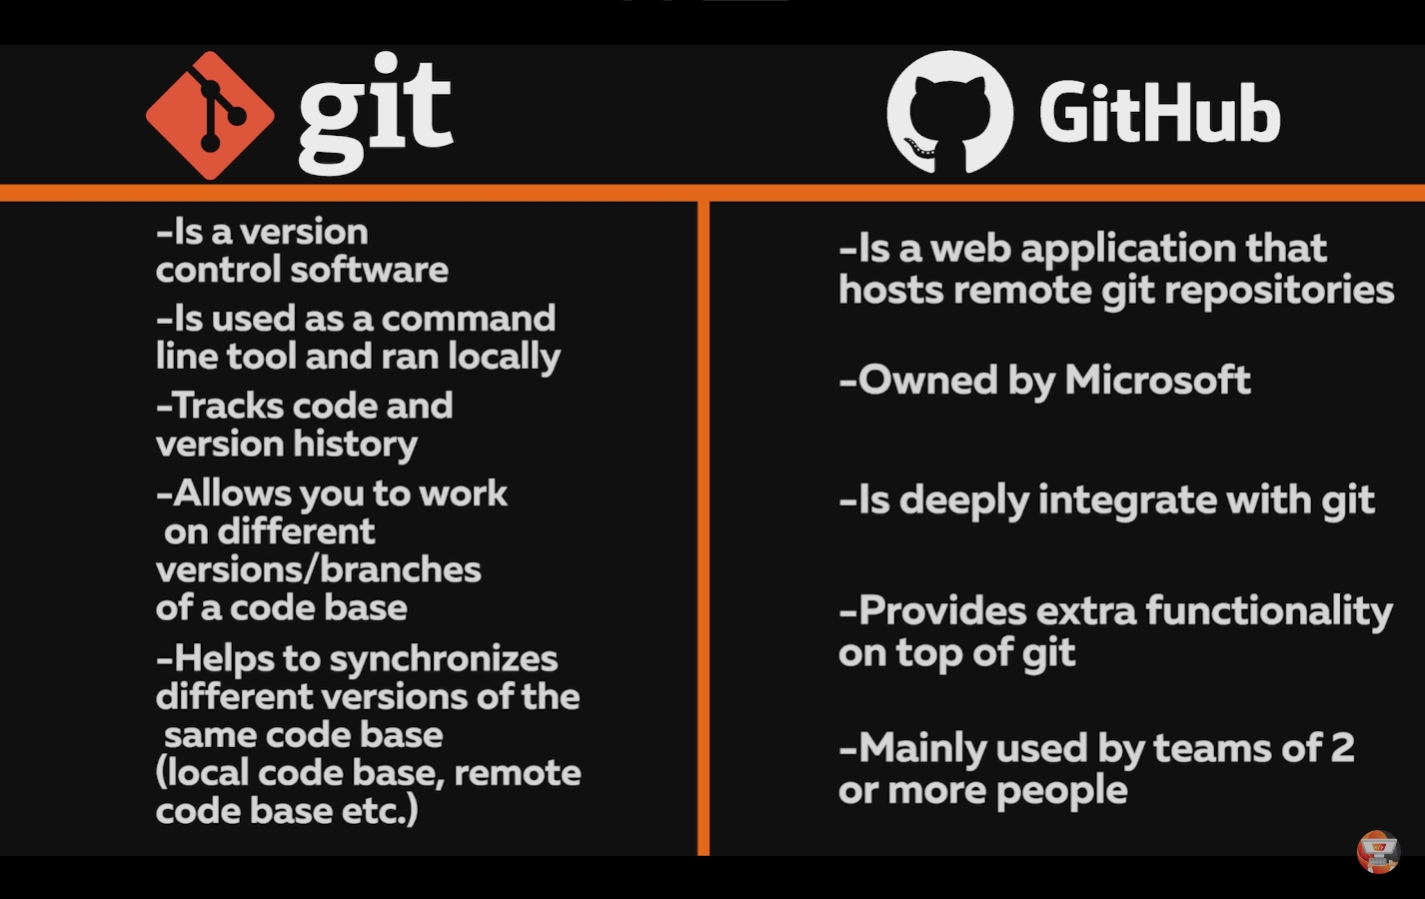 git
GitHub
-Is a version
control software
-Is used as a command
line tool and ran locally
-Tracks code and
version history
-Allows you to work
on different
versions/branches
of a code base
-Helps to synchronizes
different versions of the
same code base
(local code base, remote
code base etc.)
-Is a web application that
hosts remote git repositories
-Owned by Microsoft
-Is deeply integrate with git
-Provides extra functionality
on top of git
-Mainly used by teams of 2
or more people